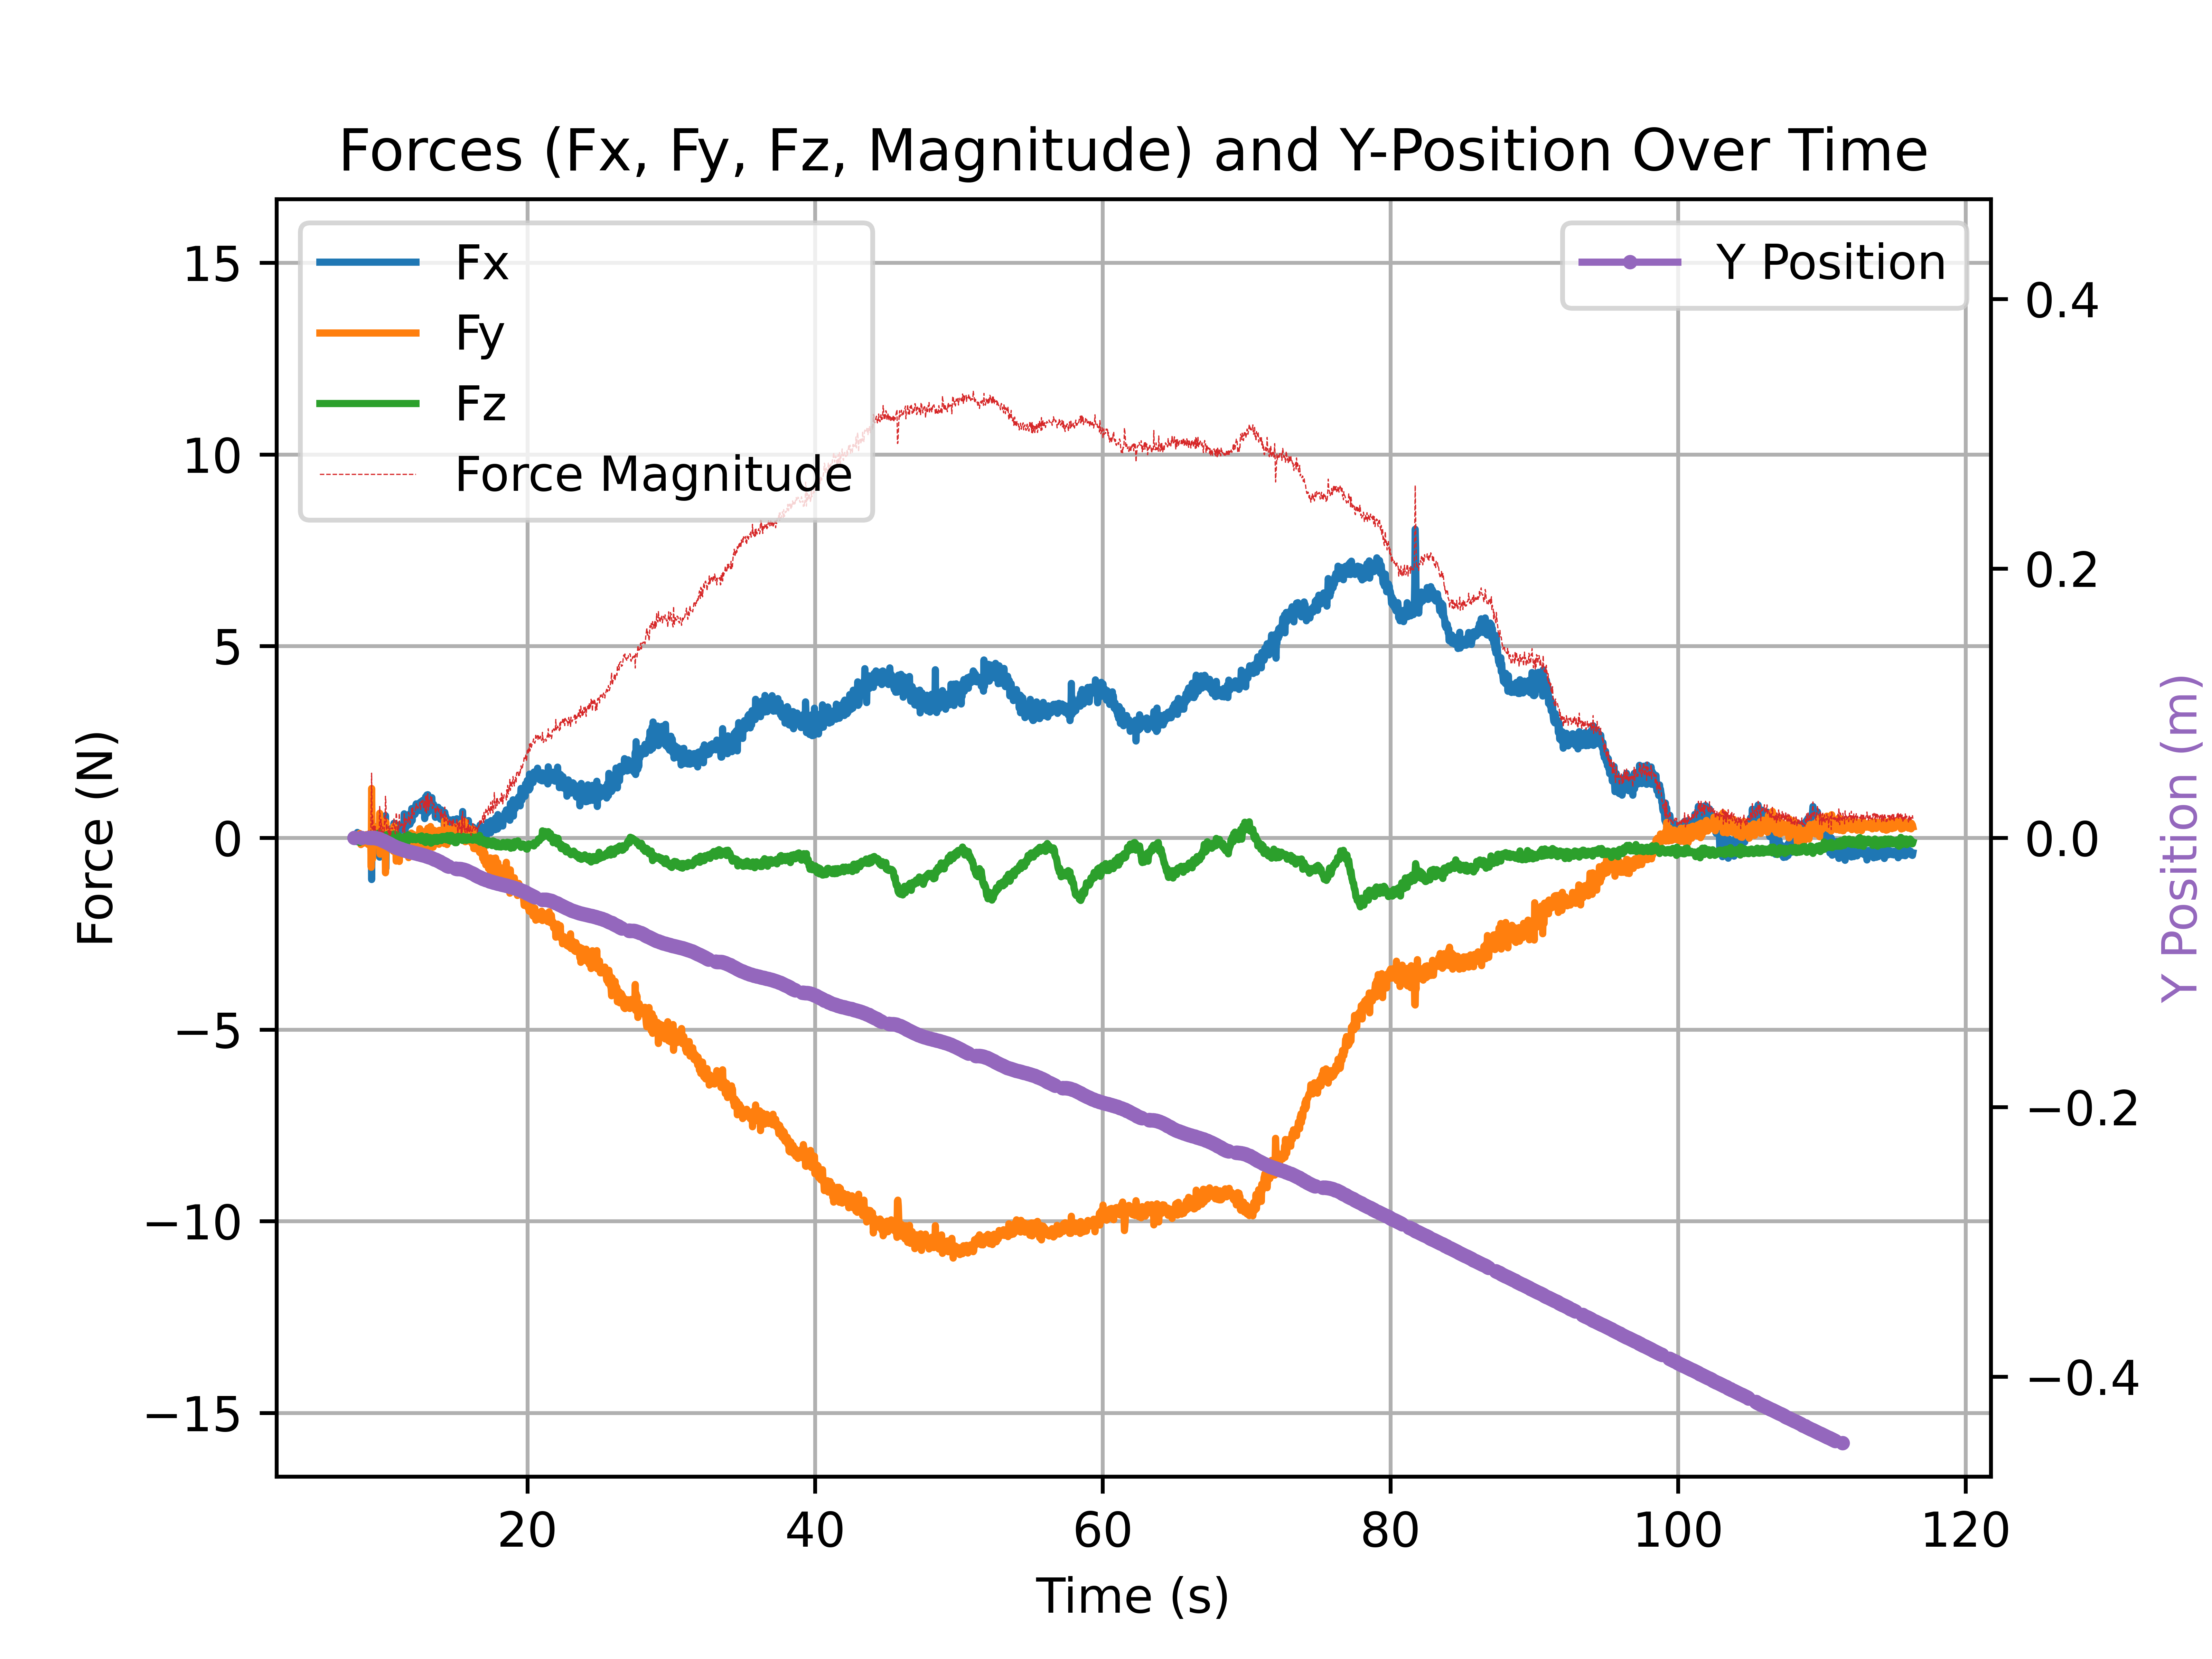 Forces (Fx, Fy, Fz, Magnitude) and Y-Position Over Time
Fx
Fy
Fz
Force Magnitude
Y Position
15
10
5
0
−5
−10
−15
Force (N)
0.4
0.2
0.0
−0.2
−0.4
Y Position (m)
20
40
60
80
100
120
Time (s)